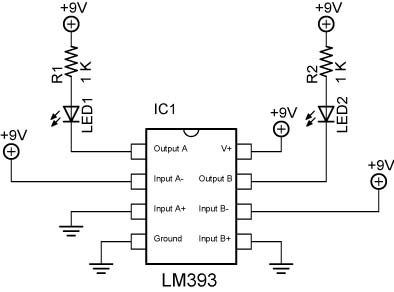 +9V
+9V
R1
1 K
R2
1 K
LED1
LED2
IC1
+9V
+9V
+9V
Output A
V+
Input A-
Output B
Input A+
Input B-
Ground
Input B+
LM393